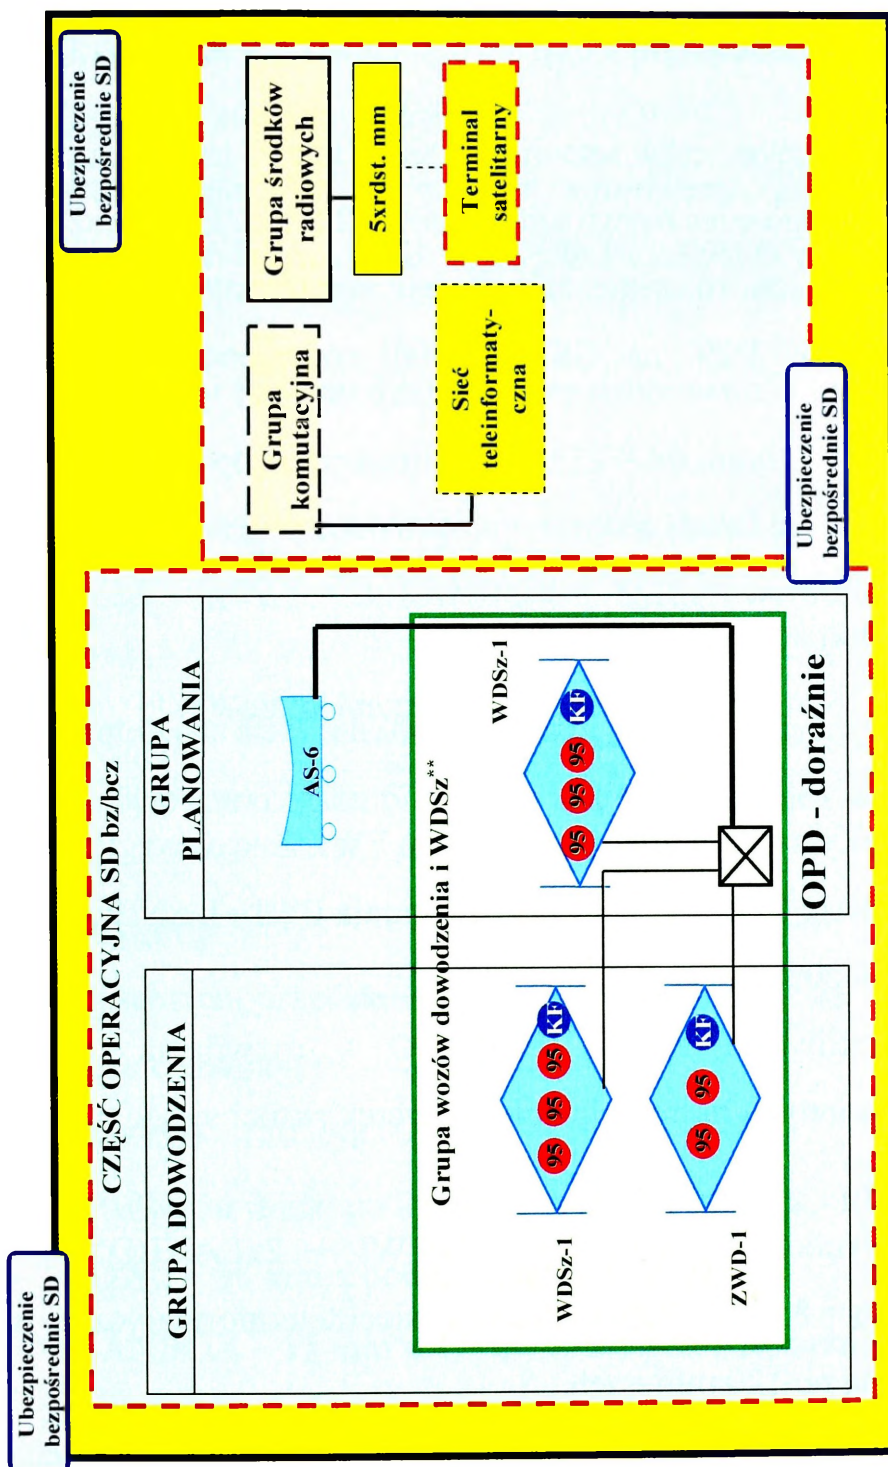 Ubezpieczenie
bezpośrednie SD
Ubezpieczenie
bezpośrednie SD
CZĘŚĆ OPERACYJNA SD bz/bcz
GRUPA DOWODZENIA
GRUPA
PLANOWANIA
AS-6
Grupa wozów dowodzenia i WDSz**
WDSz-1
95
95
95
KF
WDSz-1
95
95
95
KF
ZWD-1
95
95
KF
OPD - doraźnie
Grupa
komutacyjna
Grupa środków
radiowych
5xrdst. mm
Sieć
teleinformaty-
czna
Terminal
satelitarny
Ubezpieczenie
bezpośrednie SD